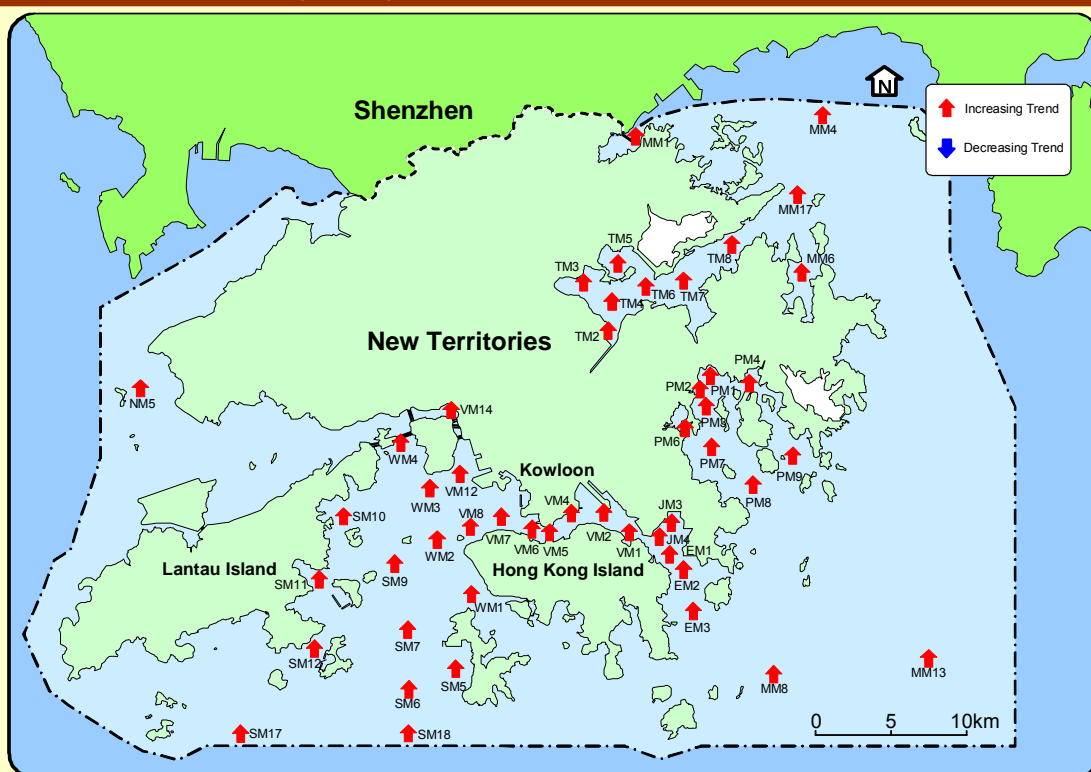 Shenzhen
N
Increasing Trend
Decreasing Trend
MM4
MM1
MM17
TM5
TM8
MM6
TM3
TM6
TM7
TM4
TM2
New Territories
PM4
PM2
PM1
NM5
PM3
VM14
PM6
WM4
PM7
PM9
Kowloon
VM12
PM8
WM3
VM4
JM3
SM10
VM8
VM7
VM6
VM5
VM2
VM1
JM4
WM2
EM1
Lantau Island
SM9
Hong Kong Island
EM2
SM11
WM1
EM3
SM7
SM12
SM5
MM8
MM13
SM6
0 5 10km
SM17
SM18